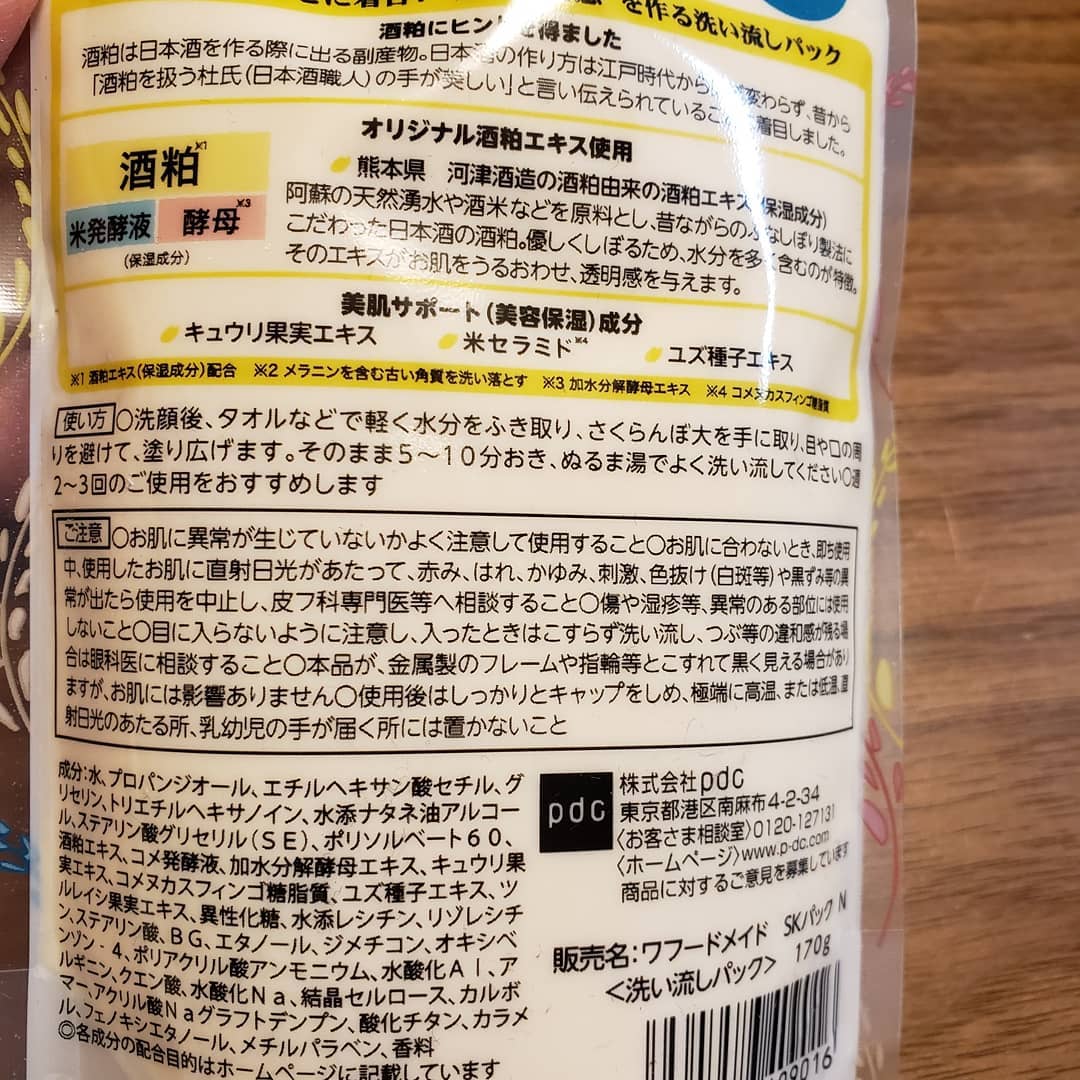 を作る洗い流しパック
酒粕にヒントを得ました
酒粕は日本酒を作る際に出る副産物。日本酒の作り方は江戸時代から 変わらず、昔から
「酒粕を扱う杜氏(日本酒職人)の手が美しい」と言い伝えられていること 着目しました。
オリジナル酒粕エキス使用
酒粕※1
米発酵液
酵母※3
(保湿成分)
熊本県 河津酒造の酒粕由来の酒粕エキス(保湿成分)
阿蘇の天然湧水や酒米などを原料とし、昔ながらのふなしぼり製法に
こだわった日本酒の酒粕。優しくしぼるため、水分を多く含むのが特徴。
そのエキスがお肌をうるおわせ、透明感を与えます。
美肌サポート(美容保湿)成分
キュウリ果実エキス
米セラミド※4
ユズ種子エキス
※1 酒粕エキス(保湿成分)配合 ※2 メラニンを含む古い角質を洗い落とす ※3 加水分解酵母エキス ※4 コメヌカスフィンゴ糖脂質
使い方 〇洗顔後、タオルなどで軽く水分をふき取り、さくらんぼ大を手に取り、目や口の周
りを避けて、塗り広げます。そのまま5〜10分おき、ぬるま湯でよく洗い流してください〇週
2〜3回のご使用をおすすめします
ご注意 〇お肌に異常が生じていないかよく注意して使用すること〇お肌に合わないとき、即ち使用
中、使用したお肌に直射日光があたって、赤み、はれ、かゆみ、刺激、色抜け(白斑等)や黒ずみ等の異
常が出たら使用を中止し、皮フ科専門医等へ相談すること〇傷や湿疹等、異常のある部位には使用
しないこと〇目に入らないように注意し、入ったときはこすらず洗い流し、つぶ等の違和感が残る場
合は眼科医に相談すること〇本品が、金属製のフレームや指輪等とこすれて黒く見える場合があり
ますが、お肌には影響ありません〇使用後はしっかりとキャップをしめ、極端に高温、または低温、直
射日光のあたる所、乳幼児の手が届く所には置かないこと
成分:水、プロパンジオール、エチルヘキサン酸セチル、グ
リセリン、トリエチルヘキサノイン、水添ナタネ油アルコー
ル、ステアリン酸グリセリル(SE)、ポリソルベート60、
酒粕エキス、コメ発酵液、加水分解酵母エキス、キュウリ果
実エキス、コメヌカスフィンゴ糖脂質、ユズ種子エキス、ツ
ルレイシ果実エキス、異性化糖、水添レシチン、リゾレシチ
ン、ステアリン酸、BG、エタノール、ジメチコン、オキシベ
ンゾン-4、ポリアクリル酸アンモニウム、水酸化Al、ア
ルギニン、クエン酸、水酸化Na、結晶セルロース、カルボ
マー、アクリル酸Naグラフトデンプン、酸化チタン、カラメ
ル、フェノキシエタノール、メチルパラベン、香料
◎各成分の配合目的はホームページに記載しています
pdc
株式会社pdc
東京都港区南麻布4-2-34
〈お客さま相談室〉0120-127131
〈ホームページ〉www.p-dc.com
商品に対するご意見を募集しています
販売名:ワフードメイド SKパック N
<洗い流しパック> 170g